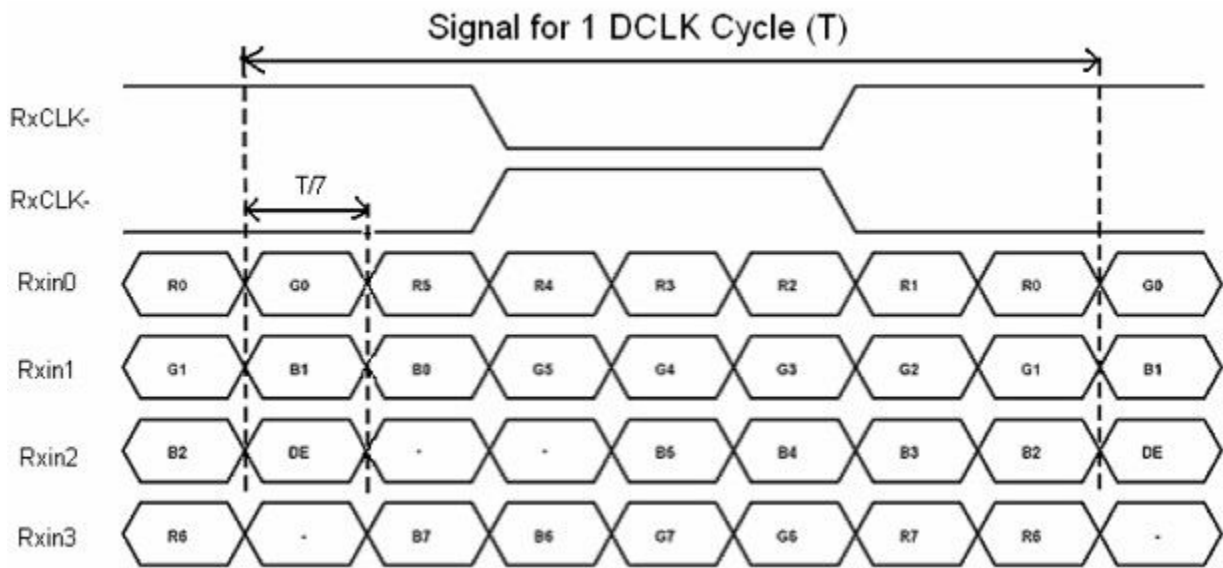 Signal for 1 DCLK Cycle (T)
RxCLK-
T/7
RxCLK-
Rxin0 R0 G0 R5 R4 R3 R2 R1 R0 G0
Rxin1 G1 B1 B0 G5 G4 G3 G2 G1 B1
Rxin2 B2 DE - - B5 B4 B3 B2 DE
Rxin3 R6 - B7 B6 G7 G6 R7 R6 -